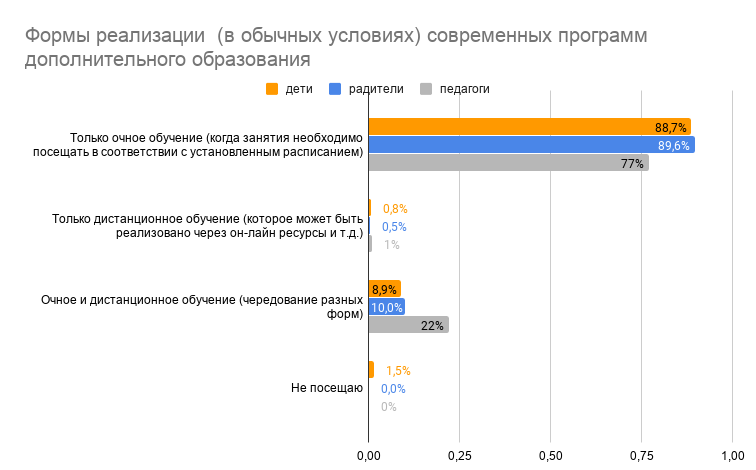 Формы реализации  (в обычных условиях) современных программ
дополнительного образования
дети
радители
педагоги
Только очное обучение (когда занятия необходимо
посещать в соответствии с установленным расписанием)
88,7%
89,6%
77%
Только дистанционное обучение (которое может быть
реализовано через он-лайн ресурсы и т.д.)
0,8%
0,5%
1%
Очное и дистанционное обучение (чередование разных
форм)
8,9%
10,0%
22%
Не посещаю
1,5%
0,0%
0%
0,00
0,25
0,50
0,75
1,00